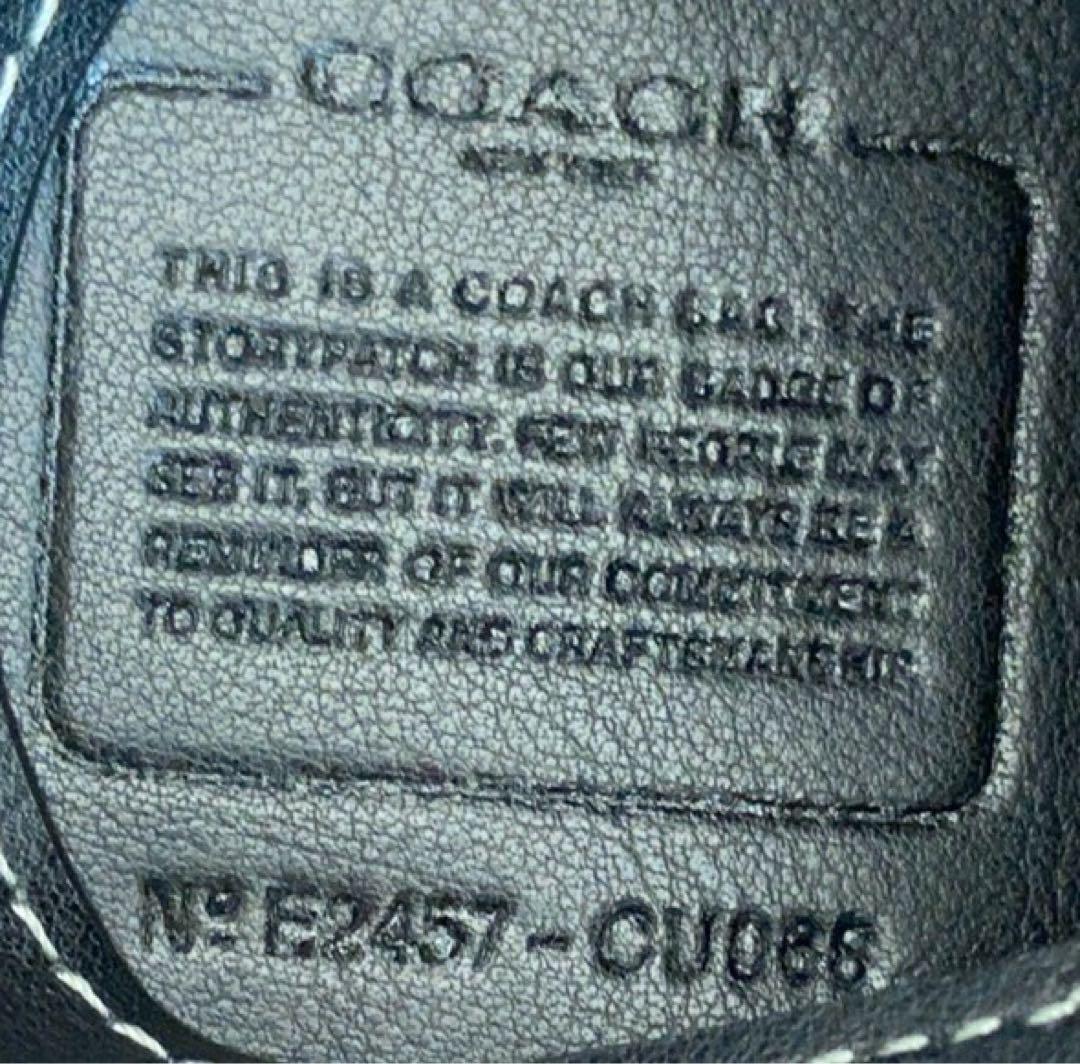 COACH
NEW YORK
THIS IS A COACH BAG. THE
STORYPATCH IS OUR BADGE OF
AUTHENTICITY. FEW PEOPLE MAY
SEE IT, BUT IT WILL ALWAYS BE A
REMINDER OF OUR COMMITMENT
TO QUALITY AND CRAFTSMANSHIP.
Nº E2457-CU066